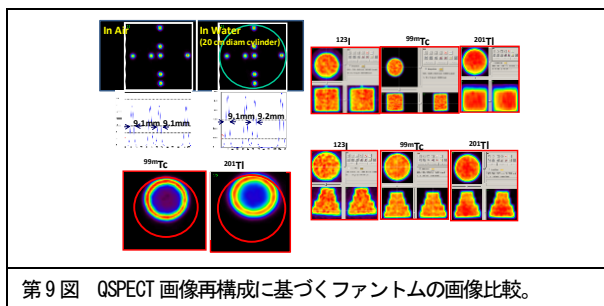 In Air
In Water
(20 cm diam cylinder)
9.1mm 9.1mm
9.1mm 9.2mm
99mTc
201Tl
123I
99mTc
201Tl
123I
99mTc
201Tl
第9図 QSPECT 画像再構成に基づくファントムの画像比較。